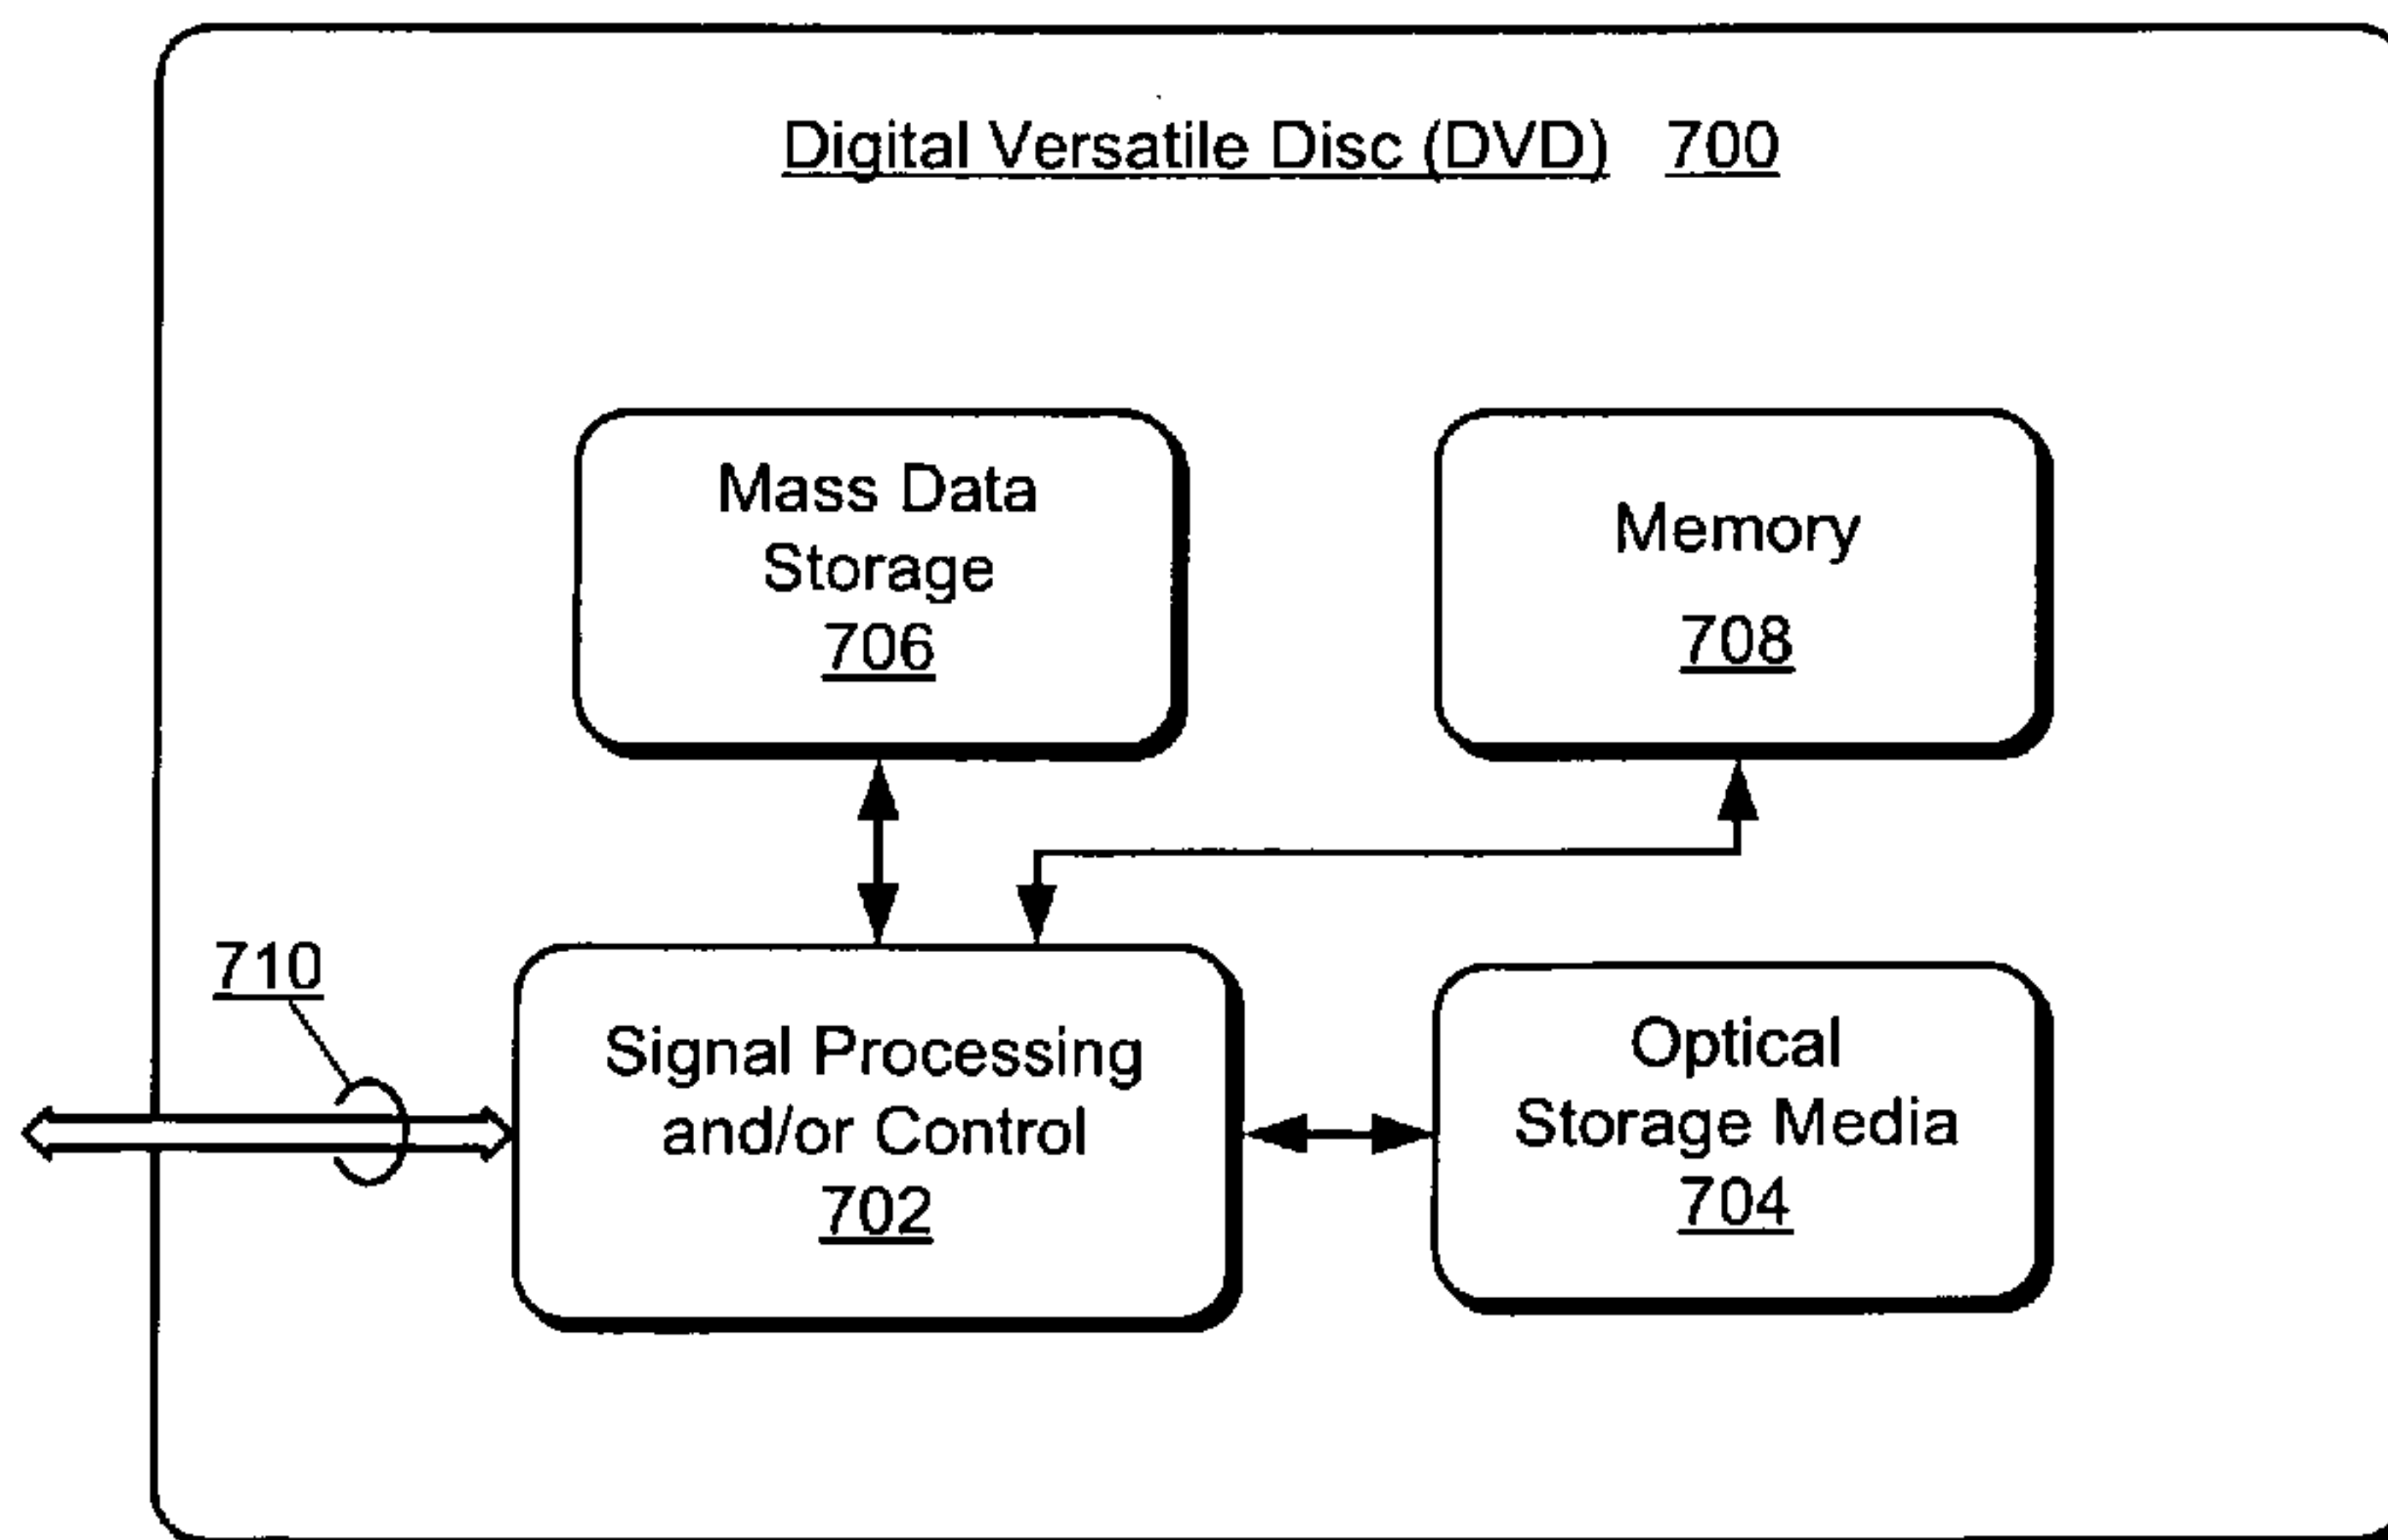 Digital Versatile Disc (DVD) 700
Mass Data
Storage
706
Memory
708
710
Signal Processing
and/or Control
702
Optical
Storage Media
704